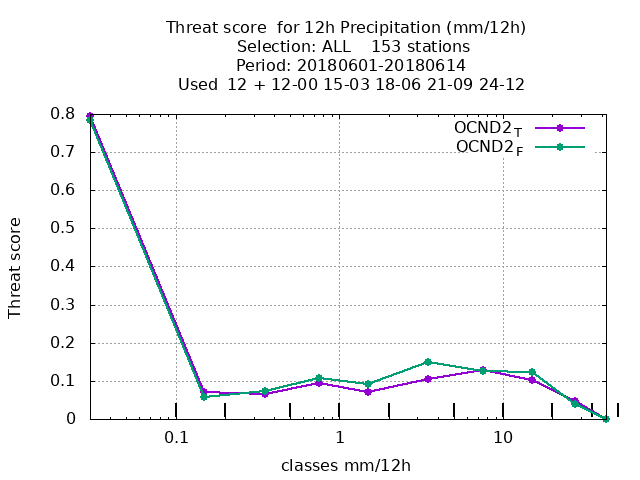 Threat score  for 12h Precipitation (mm/12h)
Selection: ALL    153 stations
Period: 20180601-20180614
Used  12 + 12-00 15-03 18-06 21-09 24-12
OCND2T
OCND2F
0.8
0.7
0.6
0.5
0.4
0.3
0.2
0.1
0
Threat score
0.1 1 10
classes mm/12h